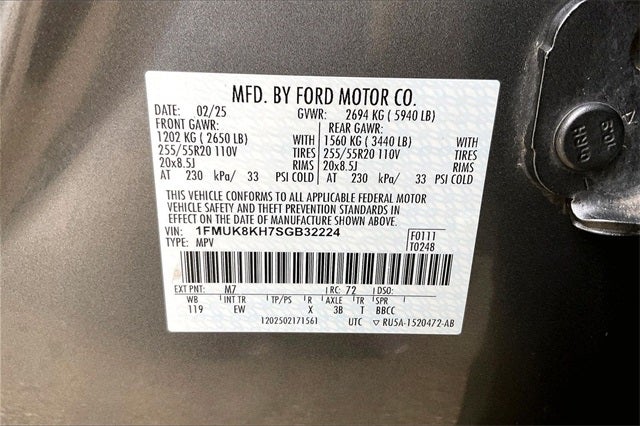 MFD. BY FORD MOTOR CO.
DATE: 02/25 GVWR: 2694 KG ( 5940 LB)
FRONT GAWR: REAR GAWR:
1202 KG ( 2650 LB) WITH 1560 KG ( 3440 LB) WITH
255/55R20 110V TIRES 255/55R20 110V TIRES
20x8.5J RIMS 20x8.5J RIMS
AT 230 kPa/ 33 PSI COLD AT 230 kPa/ 33 PSI COLD
THIS VEHICLE CONFORMS TO ALL APPLICABLE FEDERAL MOTOR
VEHICLE SAFETY AND THEFT PREVENTION STANDARDS IN
EFFECT ON THE DATE OF MANUFACTURE SHOWN ABOVE.
VIN: 1FMUK8KH7SGB32224 F0111
TYPE: MPV T0248
EXT PNT: M7 RC: 72 DSO:
WB INT TR TP/PS R AXLE TR SPR
119 EW X 3B T BBCC
1202502171561 UTC ▽ RU5A-1520472-AB